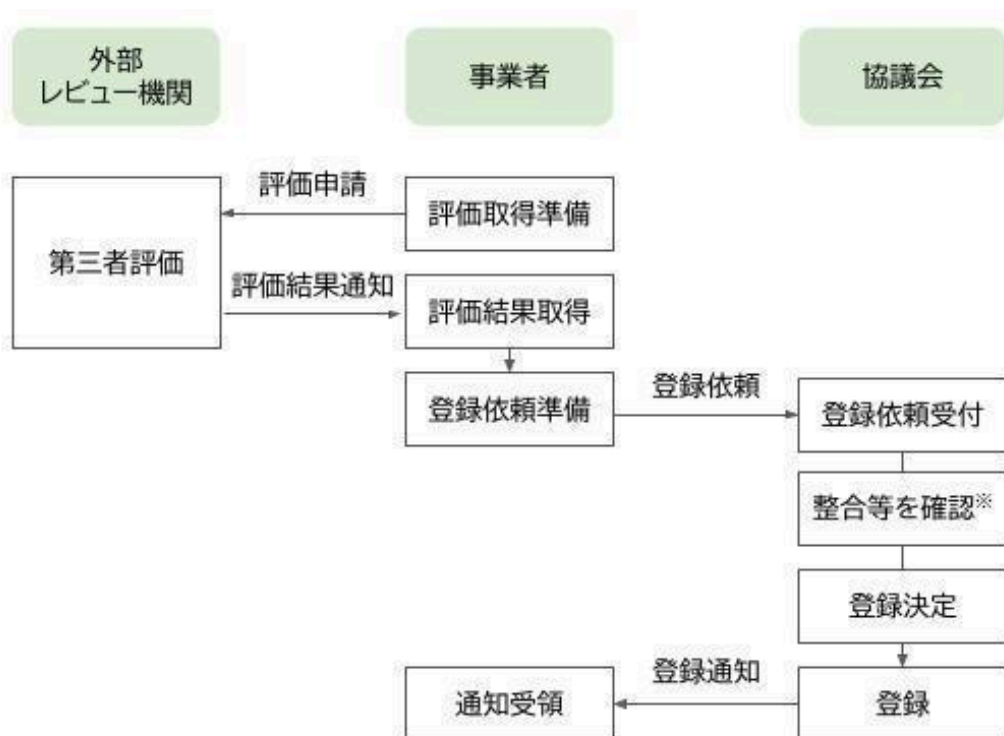 外部
レビュー機関
事業者
協議会
評価申請
評価取得準備
第三者評価
評価結果通知
評価結果取得
登録依頼準備
登録依頼
登録依頼受付
整合等を確認※
登録決定
登録通知
通知受領
登録